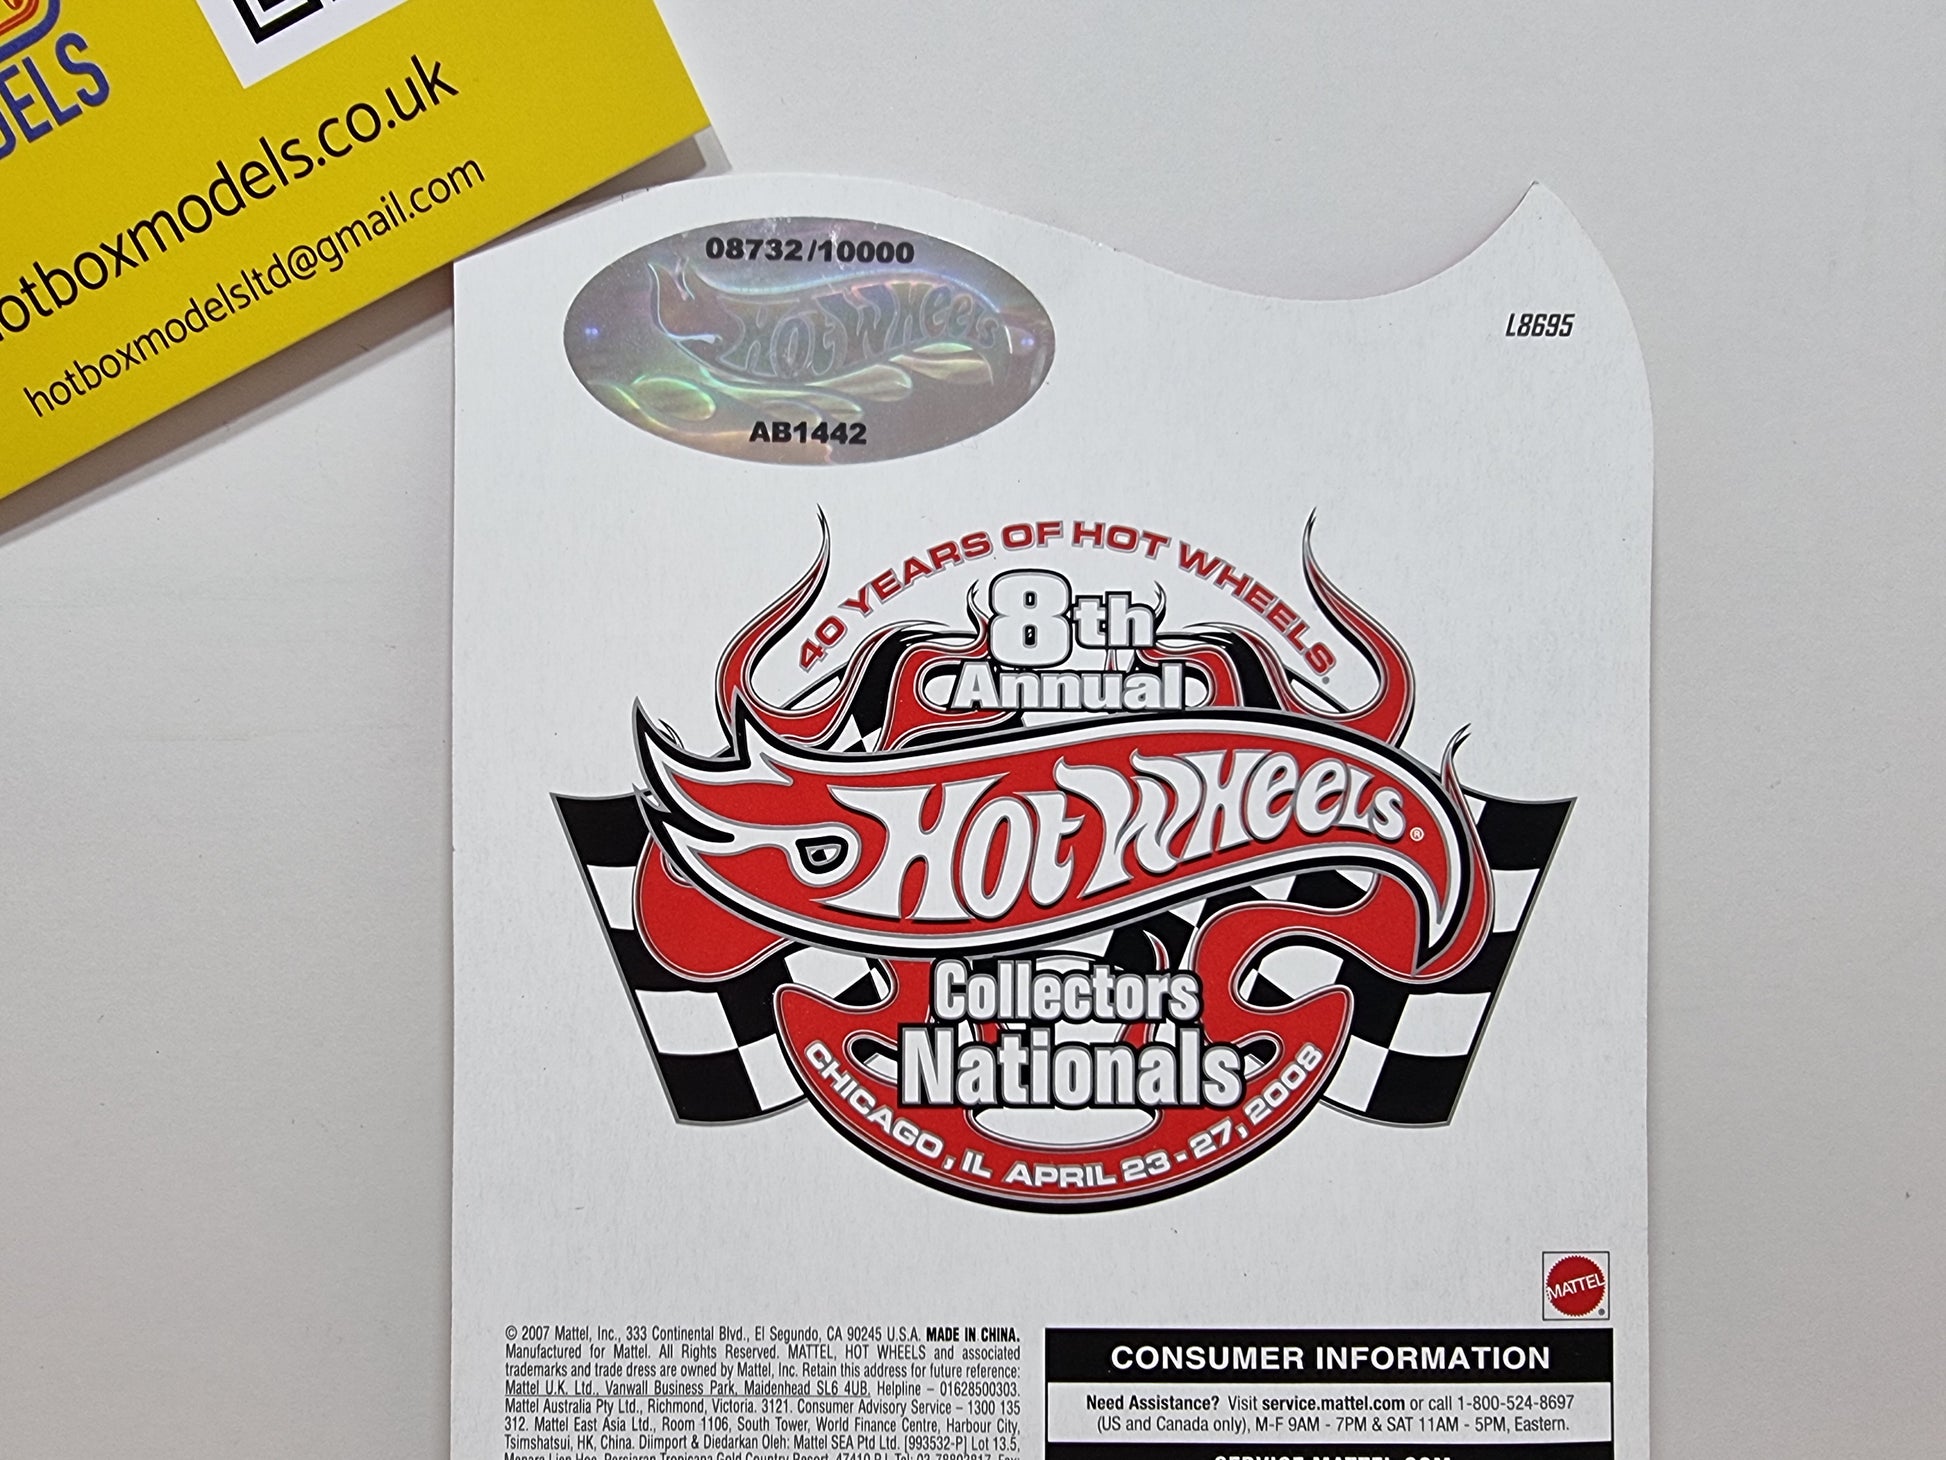 DELS
hotboxmodels.co.uk
hotboxmodelsltd@gmail.com
08732/10000
Hot Wheels
AB1442
L8695
40 YEARS OF HOT WHEELS®
8th
Annual
Hot Wheels®
Collectors
Nationals
CHICAGO, IL APRIL 23-27, 2008
MATTEL®
© 2007 Mattel, Inc., 333 Continental Blvd., El Segundo, CA 90245 U.S.A. MADE IN CHINA.
Manufactured for Mattel. All Rights Reserved. MATTEL, HOT WHEELS and associated
trademarks and trade dress are owned by Mattel, Inc. Retain this address for future reference:
Mattel U.K. Ltd., Vanwall Business Park, Maidenhead SL6 4UB. Helpline – 01628500303.
Mattel Australia Pty Ltd., Richmond, Victoria. 3121. Consumer Advisory Service – 1300 135
312. Mattel East Asia Ltd., Room 1106, South Tower, World Finance Centre, Harbour City,
Tsimshatsui, HK, China. Diimport & Diedarkan Oleh: Mattel SEA Ptd Ltd. [993532-P] Lot 13.5,
CONSUMER INFORMATION
Need Assistance? Visit service.mattel.com or call 1-800-524-8697
(US and Canada only), M-F 9AM - 7PM & SAT 11AM - 5PM, Eastern.
SERVICE.MATTEL.COM